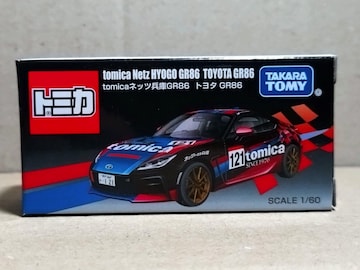 tomica Netz HYOGO GR86 TOYOTA GR86
tomicaネッツ兵庫GR86 トヨタ GR86
トミカ
TAKARA
TOMY
tomica
121
tomica
SINCE 1970
SCALE 1/60